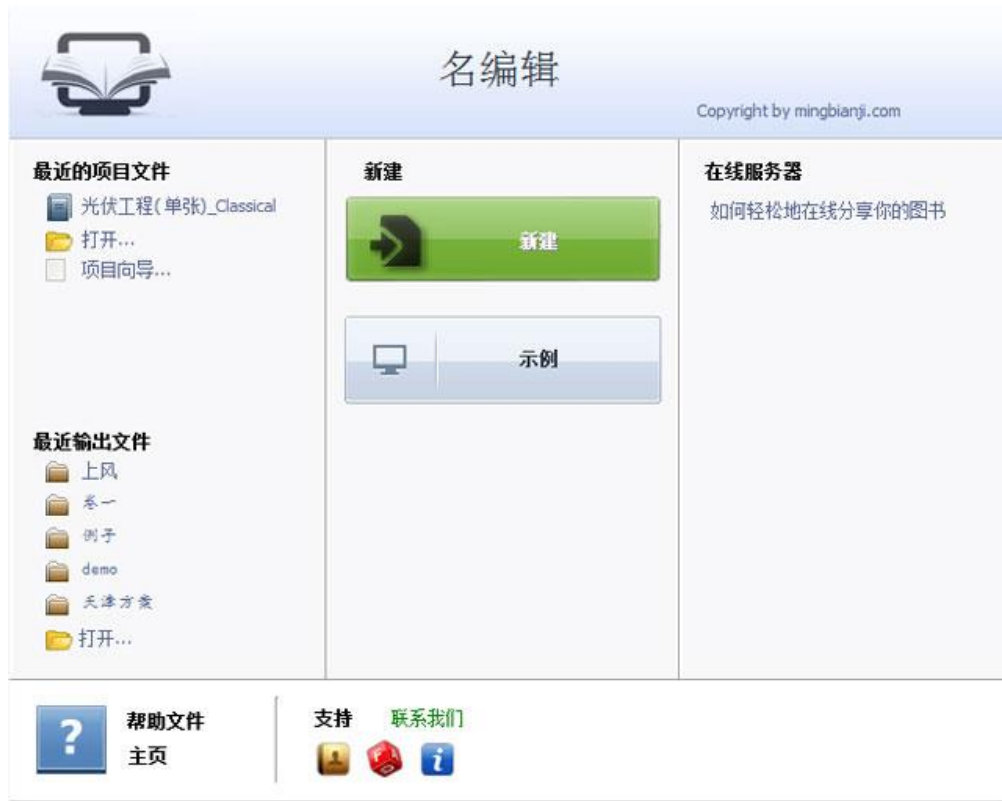 名编辑
Copyright by mingbianji.com
最近的项目文件
光伏工程(单张)_Classical
打开...
项目向导...
最近输出文件
上风
卷一
例子
demo
天津方案
打开...
新建
新建
示例
在线服务器
如何轻松地在线分享你的图书
帮助文件
主页
支持
联系我们